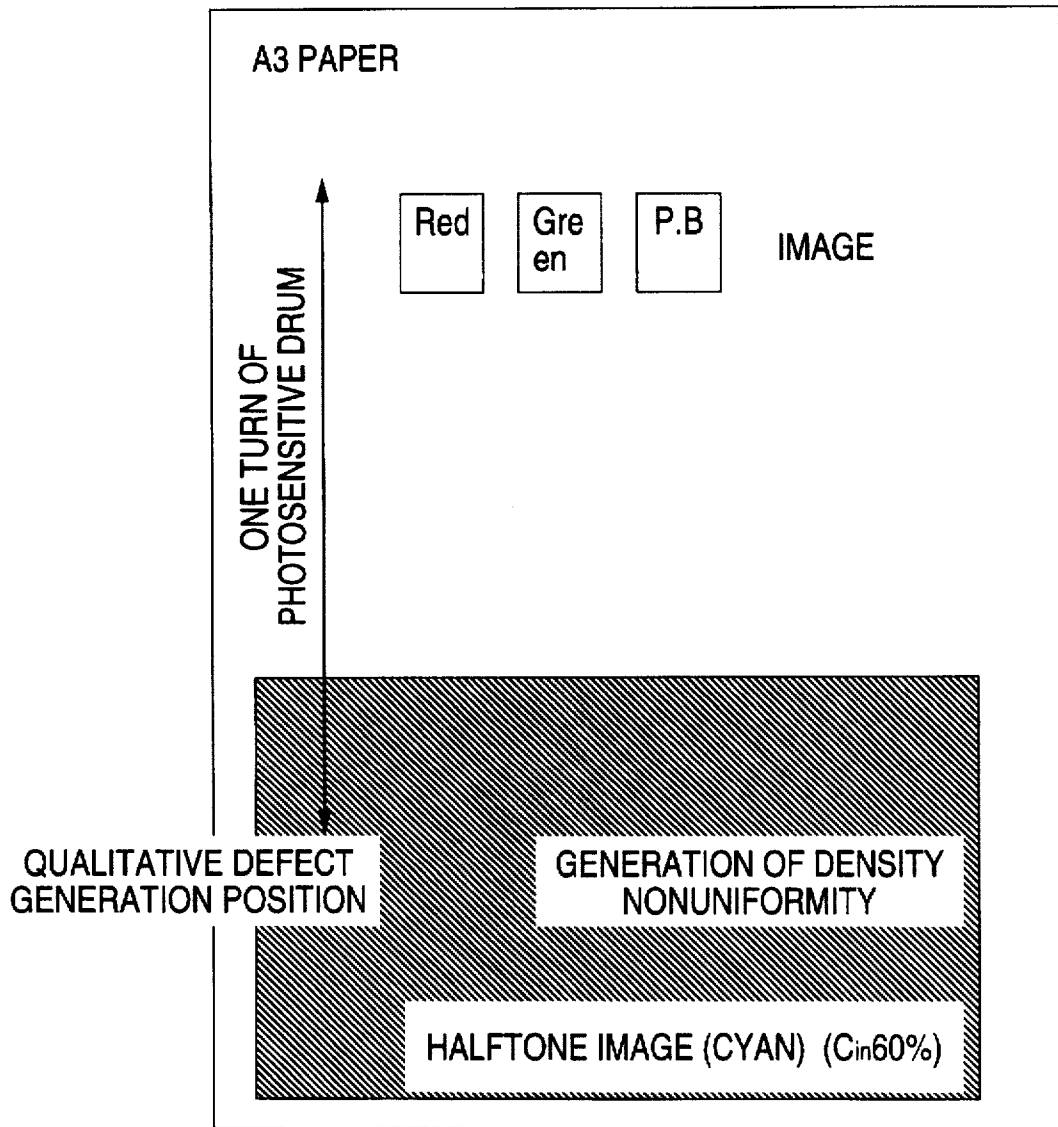 A3 PAPER
Red
Gre
en
P.B
IMAGE
ONE TURN OF
PHOTOSENSITIVE DRUM
QUALITATIVE DEFECT
GENERATION POSITION
GENERATION OF DENSITY
NONUNIFORMITY
HALFTONE IMAGE (CYAN) (Cin60%)